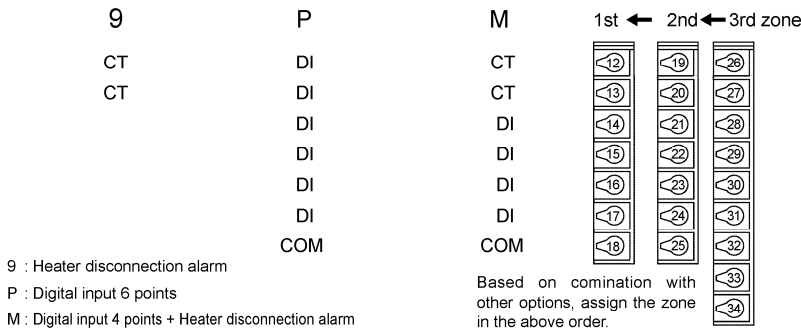 9 P M 1st ← 2nd ← 3rd zone
CT DI CT 12 19 26
CT DI CT 13 20 27
DI DI 14 21 28
DI DI 15 22 29
DI DI 16 23 30
DI DI 17 24 31
COM COM 18 25 32
33
34
9 : Heater disconnection alarm
P : Digital input 6 points
M : Digital input 4 points + Heater disconnection alarm
Based on comination with
other options, assign the zone
in the above order.